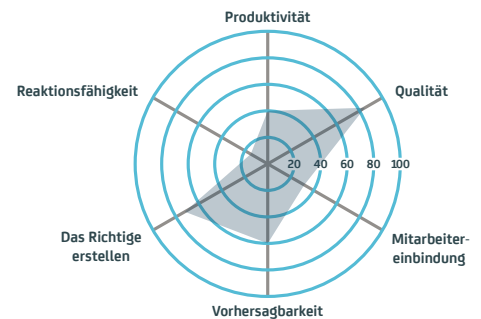 Produktivität
Reaktionsfähigkeit
Qualität
20 40 60 80 100
Das Richtige
erstellen
Mitarbeiter-
einbindung
Vorhersagbarkeit